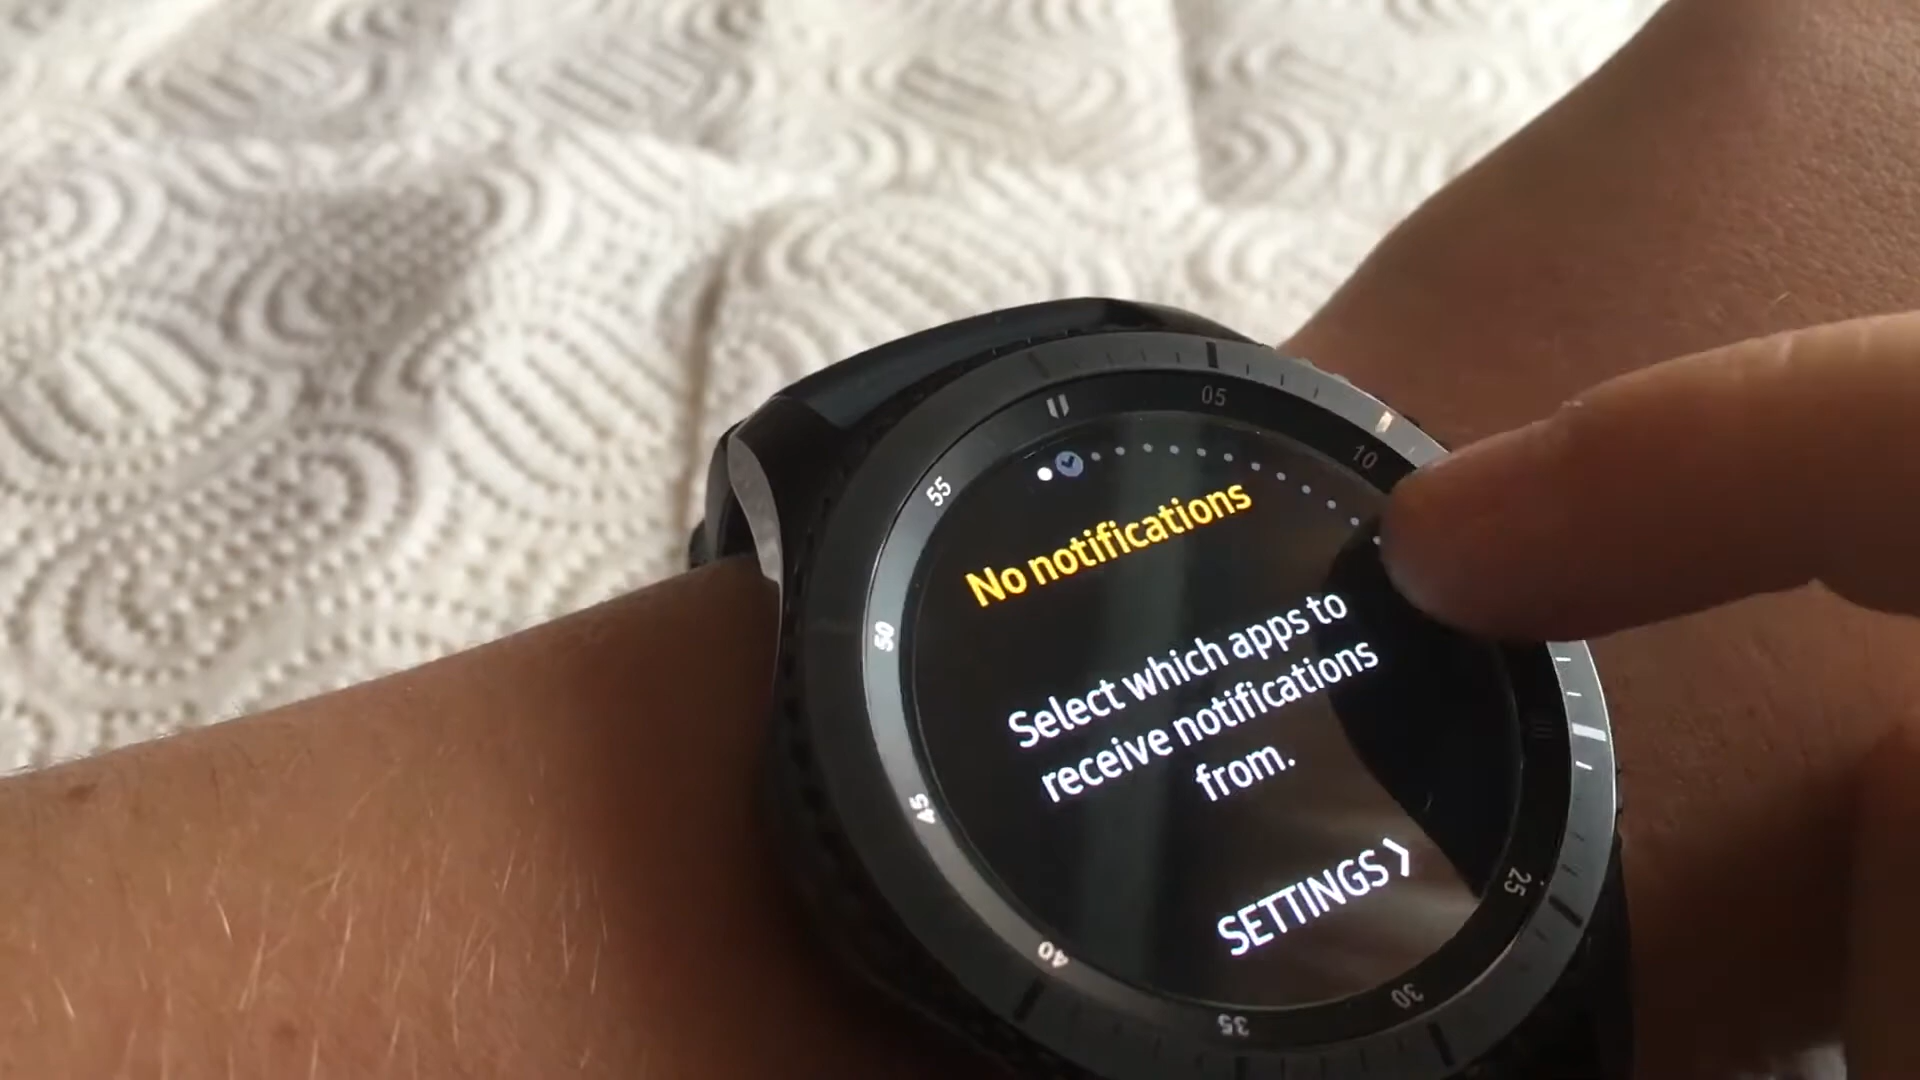 No notifications
Select which apps to
receive notifications
from.
SETTINGS >
05
10
25
30
35
40
45
50
55